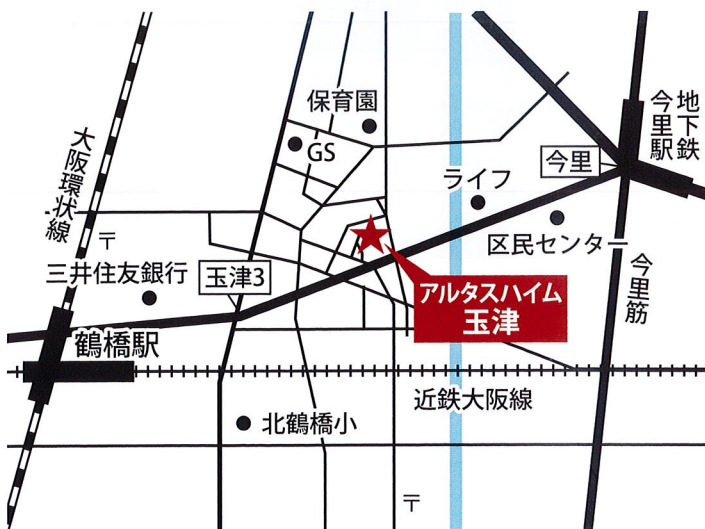 保育園
GS
大阪環状線
〒
三井住友銀行
玉津3
鶴橋駅
地下鉄
今里駅
今里
ライフ
区民センター
今里筋
アルタスハイム
玉津
近鉄大阪線
北鶴橋小
〒